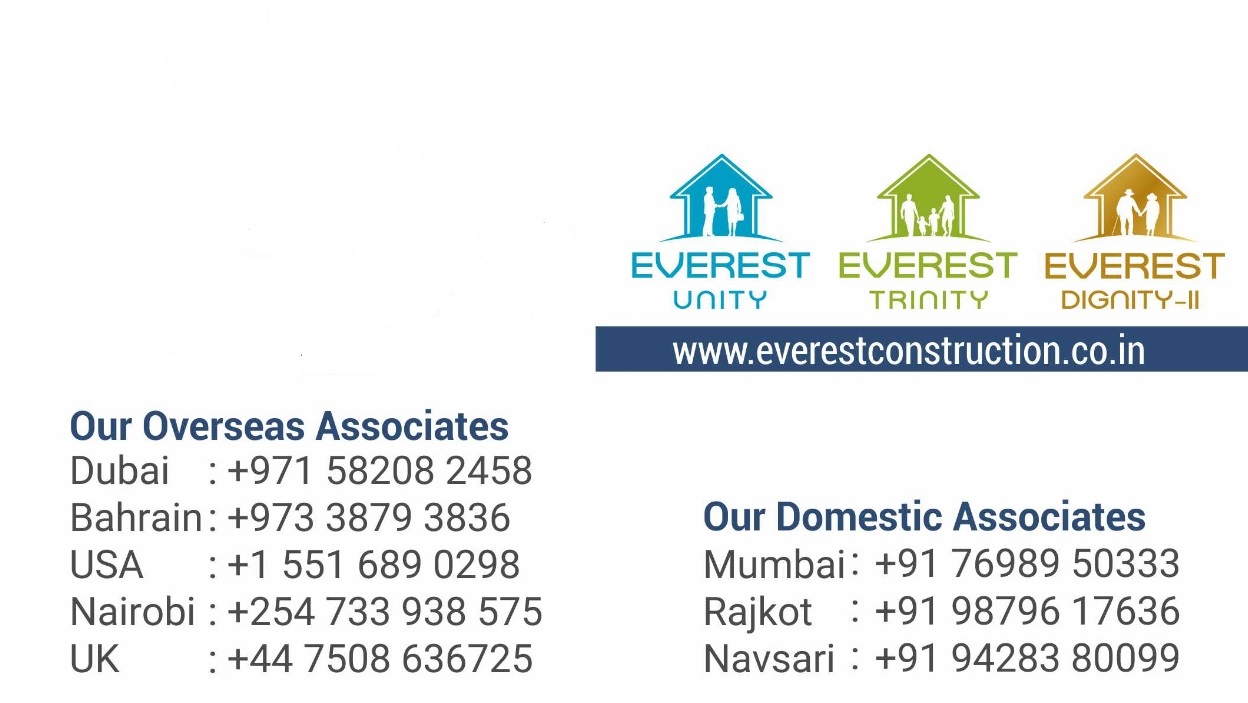 EVEREST
UNITY
EVEREST
TRINITY
EVEREST
DIGNITY-II
www.everestconstruction.co.in
Our Overseas Associates
Dubai : +971 58208 2458
Bahrain : +973 3879 3836
USA : +1 551 689 0298
Nairobi : +254 733 938 575
UK : +44 7508 636725
Our Domestic Associates
Mumbai : +91 76989 50333
Rajkot : +91 98796 17636
Navsari : +91 94283 80099